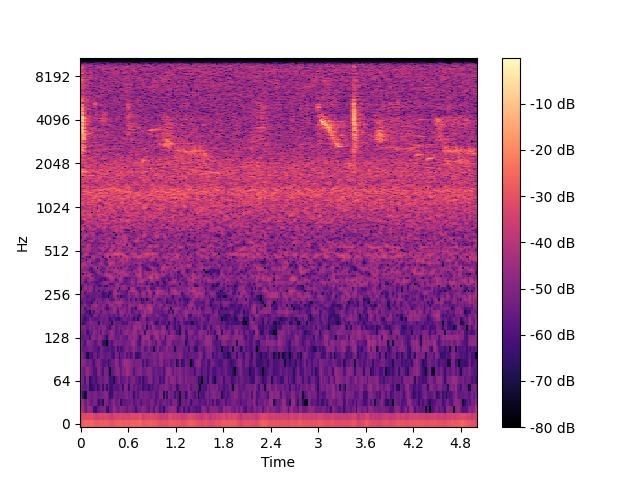 8192
4096
2048
1024
512
256
128
64
0
Hz
0 0.6 1.2 1.8 2.4 3 3.6 4.2 4.8
Time
-10 dB
-20 dB
-30 dB
-40 dB
-50 dB
-60 dB
-70 dB
-80 dB